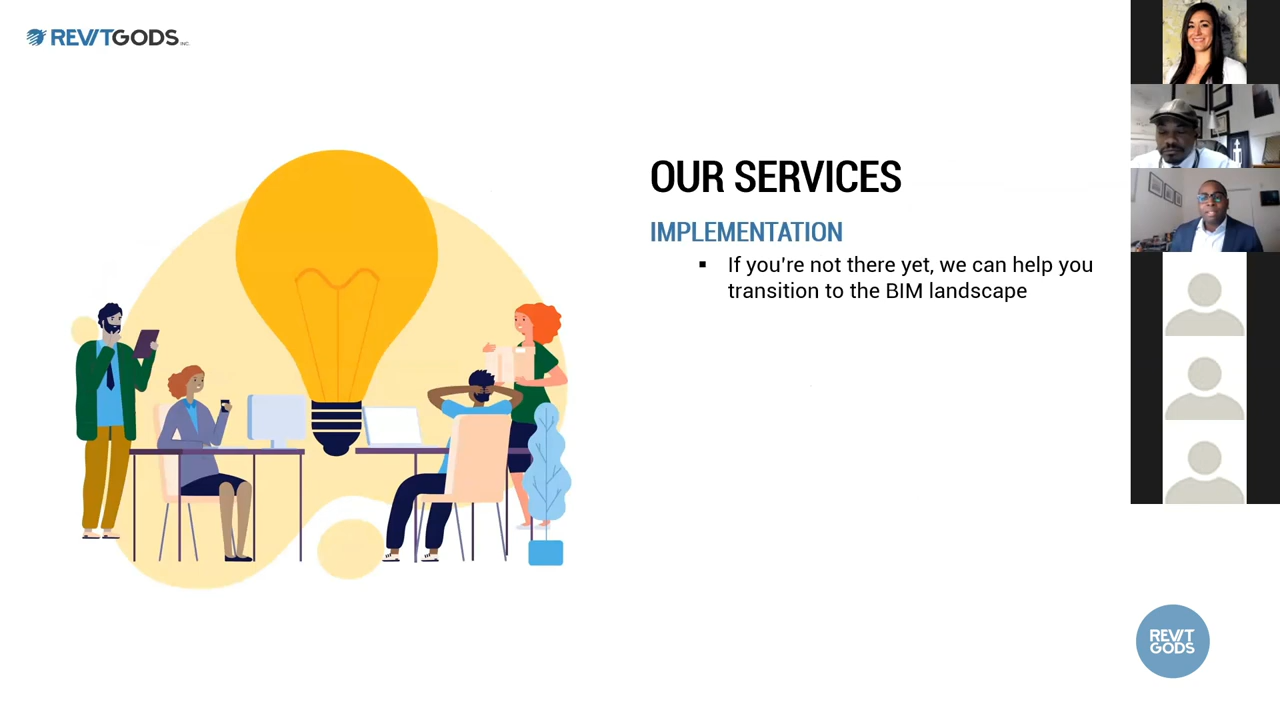 REVITGODS INC.
OUR SERVICES
IMPLEMENTATION
▪ If you're not there yet, we can help you
transition to the BIM landscape
REVIT
GODS